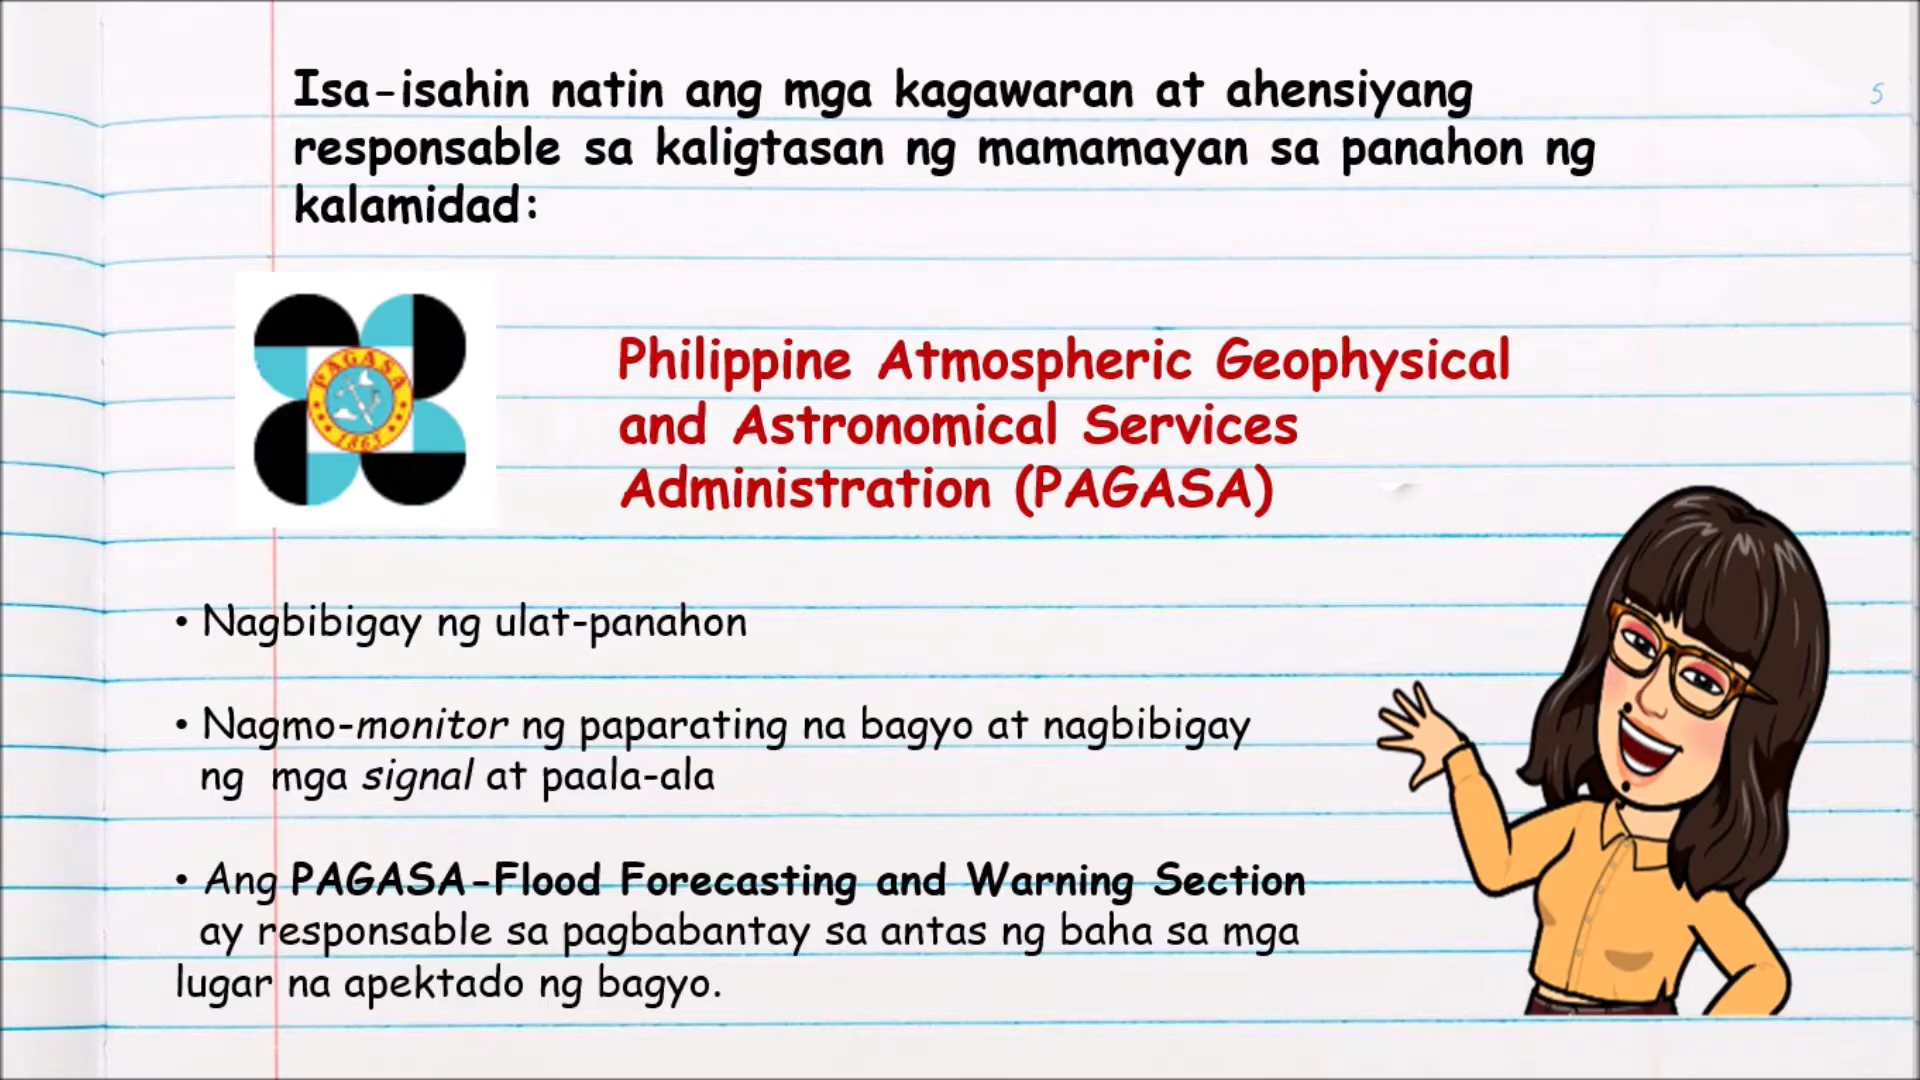 Isa-isahin natin ang mga kagawaran at ahensiyang
responsable sa kaligtasan ng mamamayan sa panahon ng
kalamidad:
5
PAGASA
1865
Philippine Atmospheric Geophysical
and Astronomical Services
Administration (PAGASA)
• Nagbibigay ng ulat-panahon
• Nagmo-monitor ng paparating na bagyo at nagbibigay
ng mga signal at paala-ala
• Ang PAGASA-Flood Forecasting and Warning Section
ay responsable sa pagbabantay sa antas ng baha sa mga
lugar na apektado ng bagyo.